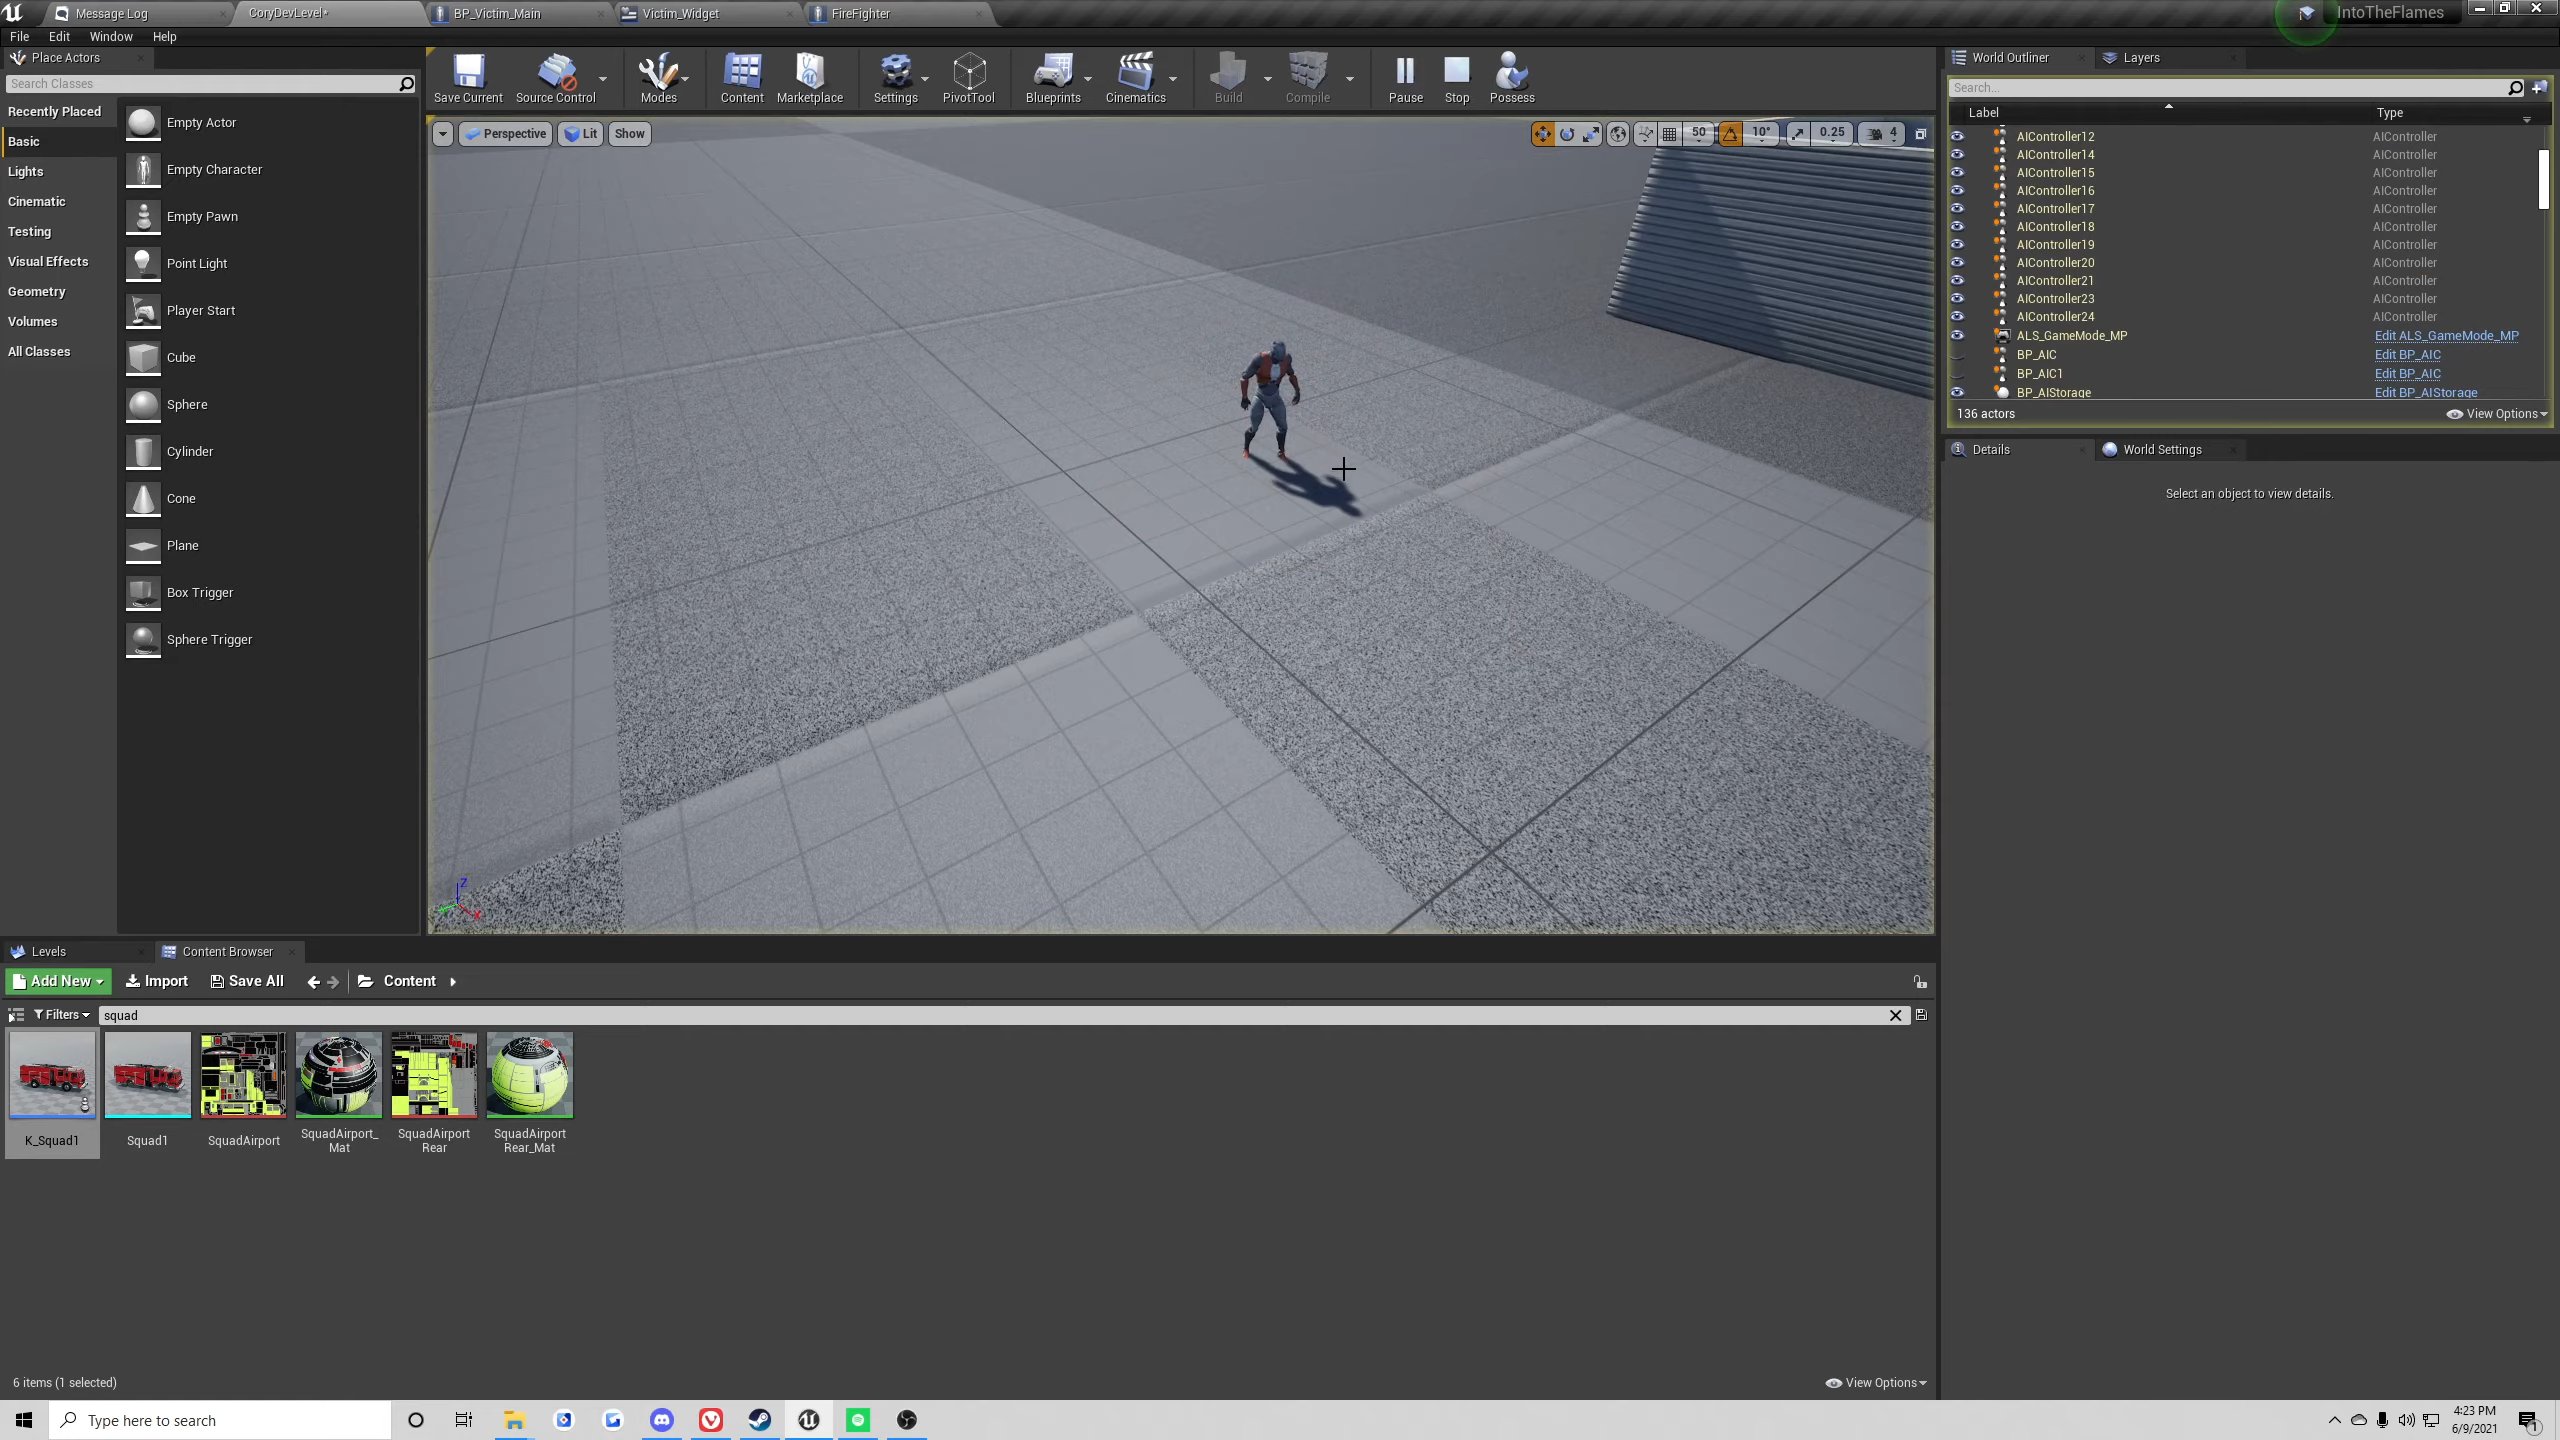 Message Log
CoryDevLevel*
BP_Victim_Main
Victim_Widget
FireFighter
IntoTheFlames
File Edit Window Help
Place Actors
Search Classes
Recently Placed
Basic
Lights
Cinematic
Testing
Visual Effects
Geometry
Volumes
All Classes
Empty Actor
Empty Character
Empty Pawn
Point Light
Player Start
Cube
Sphere
Cylinder
Cone
Plane
Box Trigger
Sphere Trigger
Save Current
Source Control
Modes
Content
Marketplace
Settings
PivotTool
Blueprints
Cinematics
Build
Compile
Pause
Stop
Possess
Perspective
Lit
Show
50
10°
0.25
4
Z
X
World Outliner
Layers
Search...
Label Type
AIController12 AIController
AIController14 AIController
AIController15 AIController
AIController16 AIController
AIController17 AIController
AIController18 AIController
AIController19 AIController
AIController20 AIController
AIController21 AIController
AIController23 AIController
AIController24 AIController
ALS_GameMode_MP Edit ALS_GameMode_MP
BP_AIC Edit BP_AIC
BP_AIC1 Edit BP_AIC
BP_AIStorage Edit BP_AIStorage
136 actors
View Options
Details
World Settings
Select an object to view details.
Levels
Content Browser
Add New
Import
Save All
Content
Filters
squad
K_Squad1
Squad1
SquadAirport
SquadAirport_
Mat
SquadAirport
Rear
SquadAirport
Rear_Mat
6 items (1 selected)
View Options
Type here to search
4:23 PM
6/9/2021
1